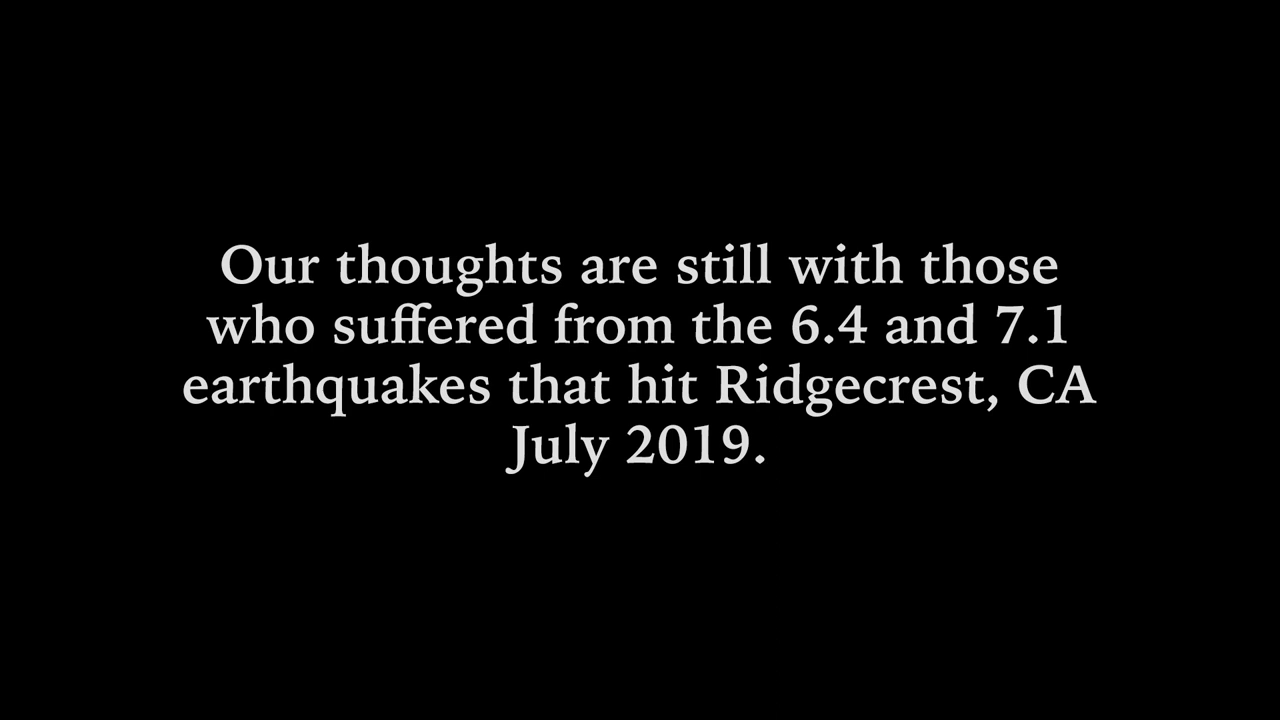 Our thoughts are still with those
who suffered from the 6.4 and 7.1
earthquakes that hit Ridgecrest, CA
July 2019.